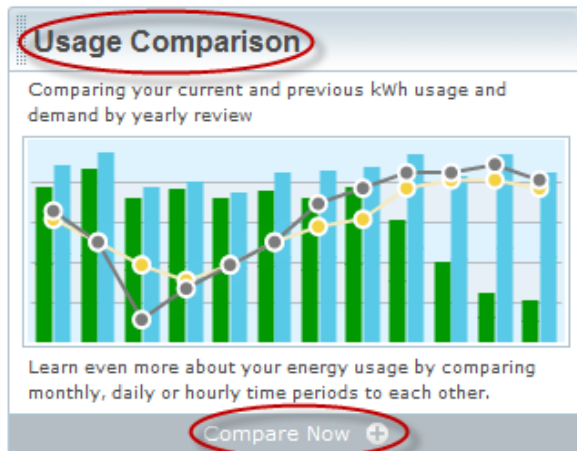 Usage Comparison
Comparing your current and previous kWh usage and
demand by yearly review
Learn even more about your energy usage by comparing
monthly, daily or hourly time periods to each other.
Compare Now